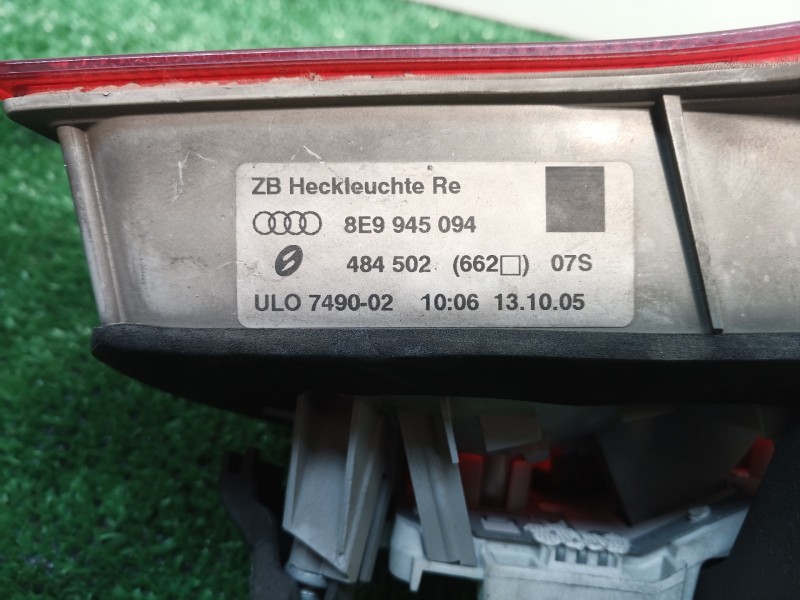 ZB Heckleuchte Re
8E9 945 094
484 502 (662□) 07S
ULO 7490-02 10:06 13.10.05